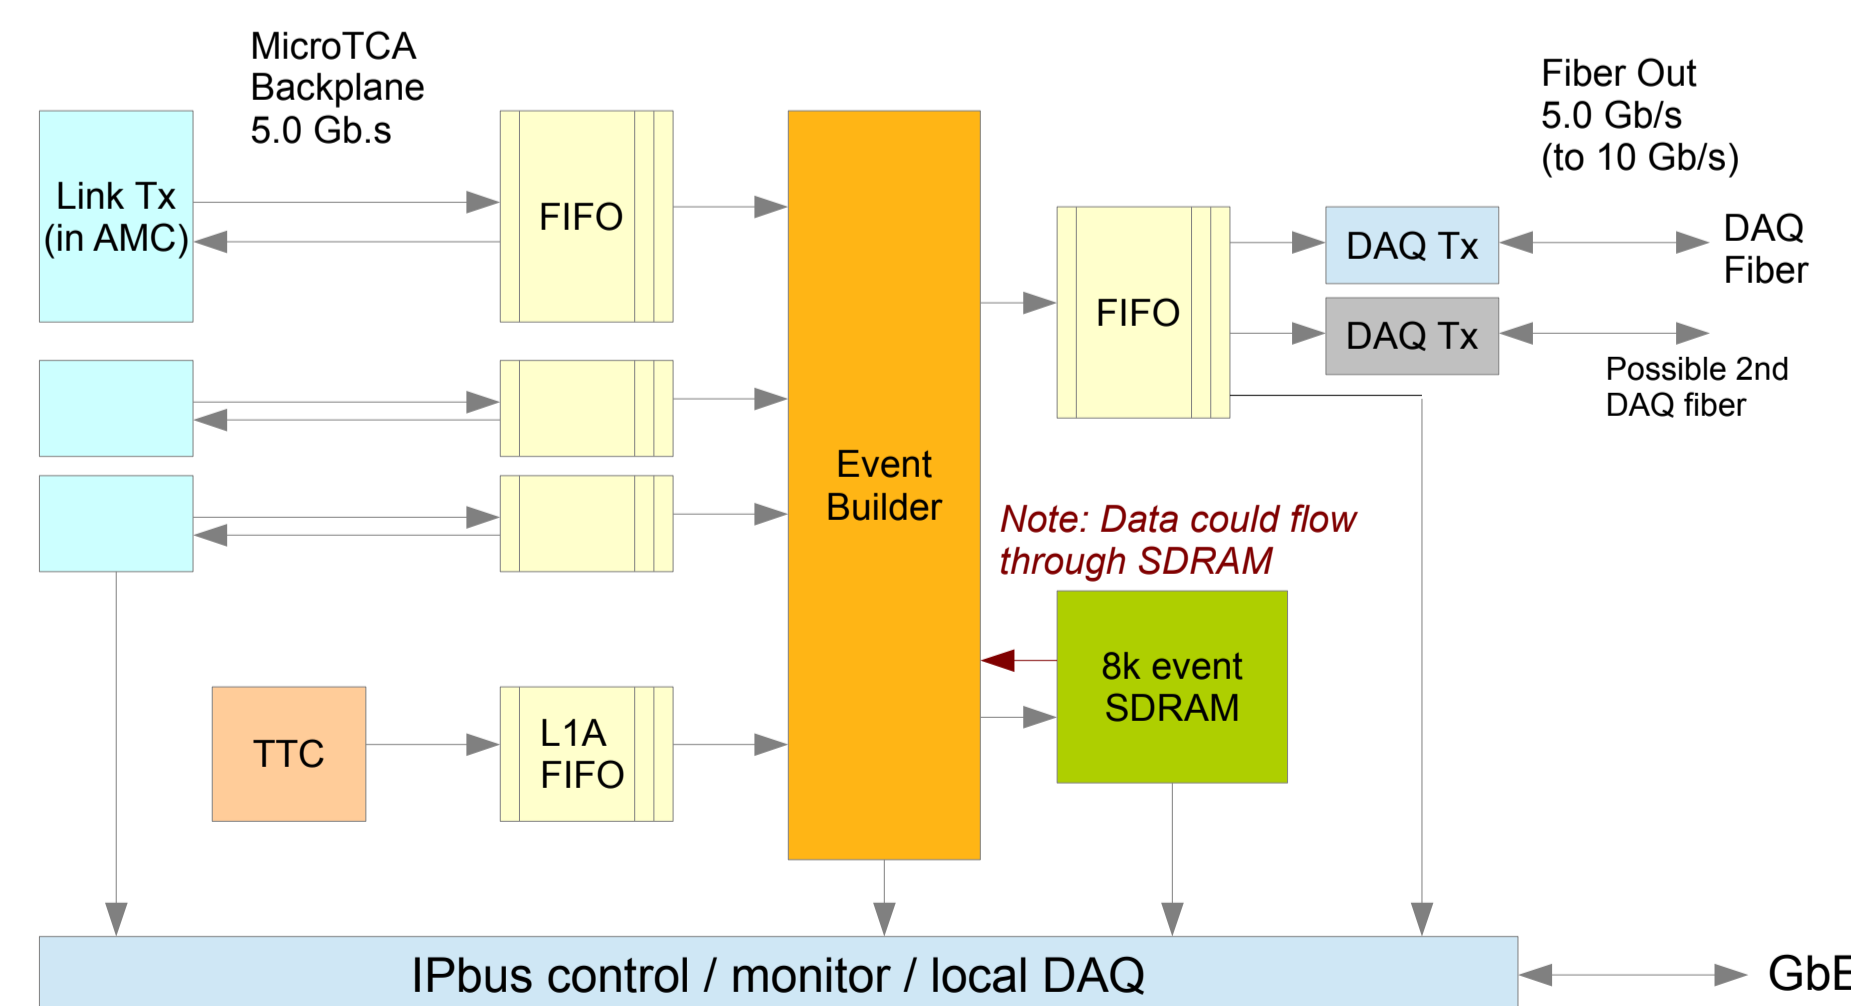 MicroTCA
Backplane
5.0 Gb.s
Fiber Out
5.0 Gb/s
(to 10 Gb/s)
Link Tx
(in AMC)
FIFO
FIFO
DAQ Tx
DAQ
Fiber
DAQ Tx
Possible 2nd
DAQ fiber
Event
Builder
Note: Data could flow
through SDRAM
8k event
SDRAM
TTC
L1A
FIFO
IPbus control / monitor / local DAQ
GbE